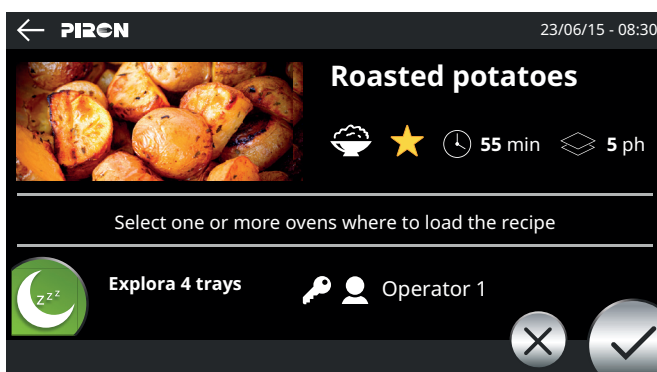 PIRON
23/06/15 - 08:30
Roasted potatoes
55 min
5 ph
Select one or more ovens where to load the recipe
zzz
Explora 4 trays
Operator 1